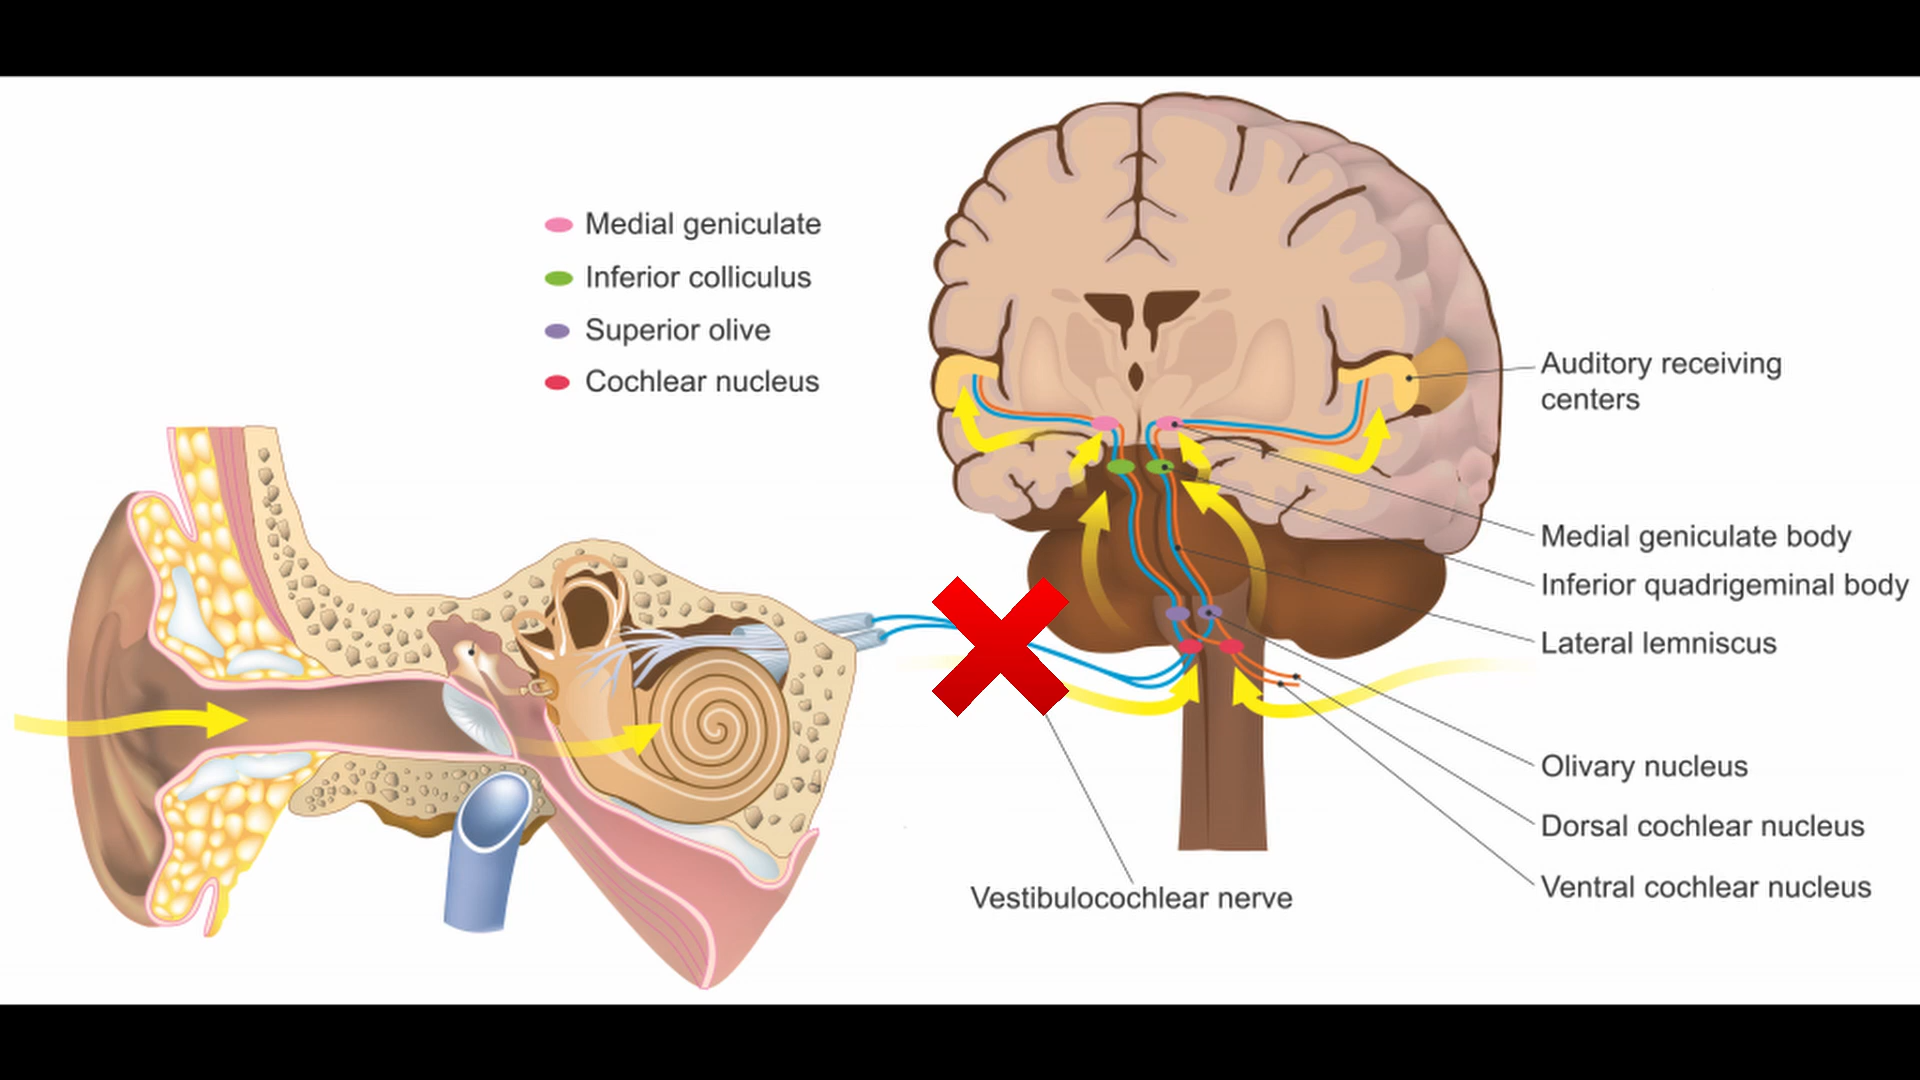 Medial geniculate
Inferior colliculus
Superior olive
Cochlear nucleus
Auditory receiving
centers
Medial geniculate body
Inferior quadrigeminal body
Lateral lemniscus
Olivary nucleus
Dorsal cochlear nucleus
Ventral cochlear nucleus
Vestibulocochlear nerve